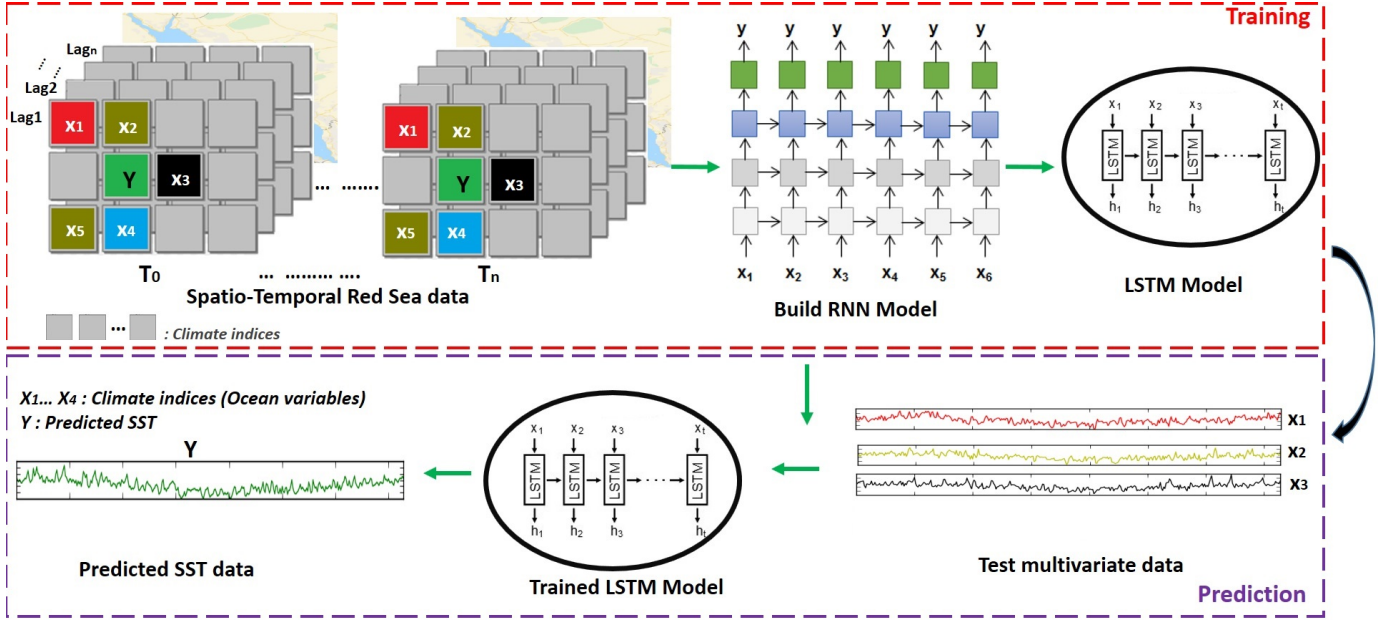 Training
Lagn
Lag2
Lag1
X1 X2
Y X3
X5 X4
T0
... .......
X1 X2
Y X3
X5 X4
Tn
... ......... ....
Spatio-Temporal Red Sea data
... : Climate indices
y y y y y y
x1 x2 x3 x4 x5 x6
Build RNN Model
x1 x2 x3 xt
LSTM LSTM LSTM ..... LSTM
h1 h2 h3 ht
LSTM Model
X1... X4 : Climate indices (Ocean variables)
Y : Predicted SST
Y
Predicted SST data
x1 x2 x3 xt
LSTM LSTM LSTM ..... LSTM
h1 h2 h3 ht
Trained LSTM Model
X1
X2
X3
Test multivariate data
Prediction